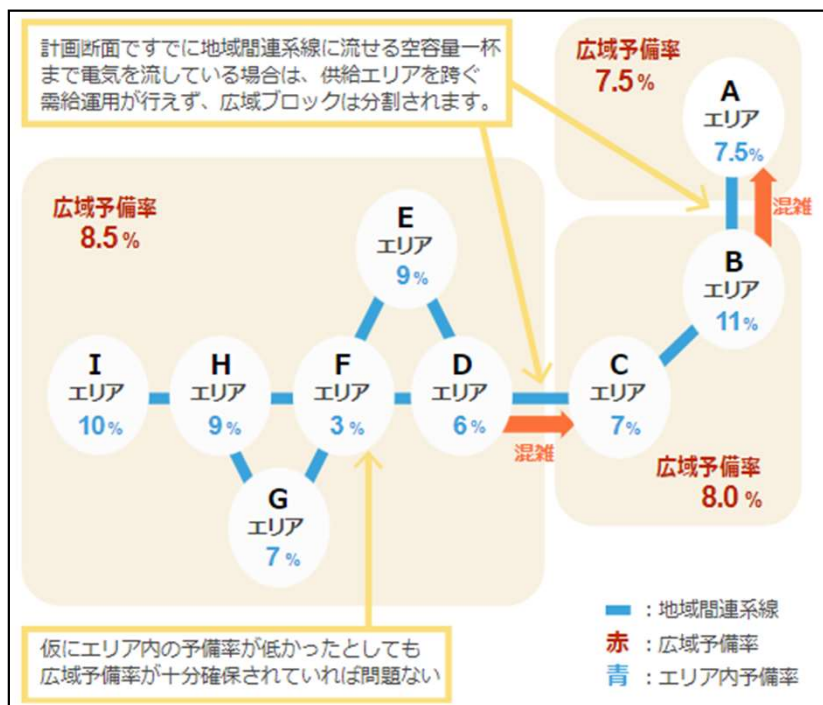 計画断面ですでに地域間連系線に流せる空容量一杯
まで電気を流している場合は、供給エリアを跨ぐ
需給運用が行えず、広域ブロックは分割されます。
広域予備率
7.5%
A
エリア
7.5%
混雑
広域予備率
8.5%
E
エリア
9%
B
エリア
11%
I
エリア
10%
H
エリア
9%
F
エリア
3%
D
エリア
6%
混雑
C
エリア
7%
広域予備率
8.0%
G
エリア
7%
仮にエリア内の予備率が低かったとしても
広域予備率が十分確保されていれば問題ない
:地域間連系線
赤:広域予備率
青:エリア内予備率